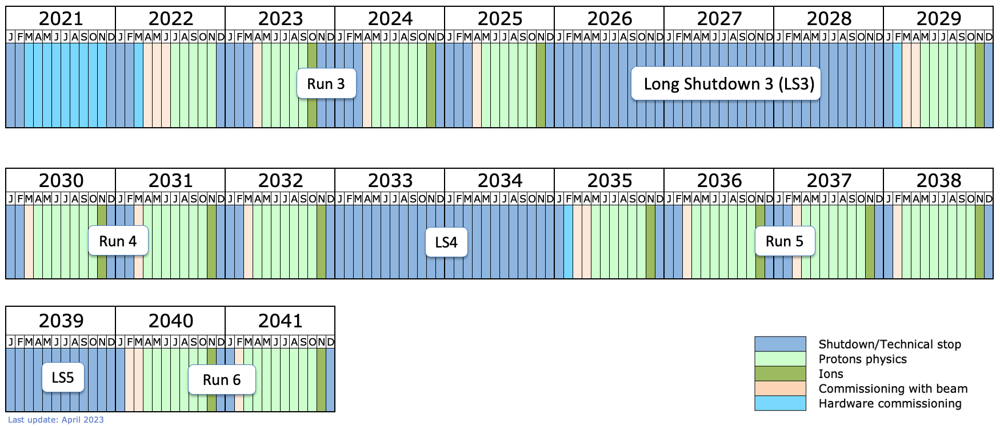 2021 2022 2023 2024 2025 2026 2027 2028 2029
J F M A M J J A S O N D J F M A M J J A S O N D J F M A M J J A S O N D J F M A M J J A S O N D J F M A M J J A S O N D J F M A M J J A S O N D J F M A M J J A S O N D J F M A M J J A S O N D J F M A M J J A S O N D
Run 3 Long Shutdown 3 (LS3)
2030 2031 2032 2033 2034 2035 2036 2037 2038
J F M A M J J A S O N D J F M A M J J A S O N D J F M A M J J A S O N D J F M A M J J A S O N D J F M A M J J A S O N D J F M A M J J A S O N D J F M A M J J A S O N D J F M A M J J A S O N D J F M A M J J A S O N D
Run 4 LS4 Run 5
2039 2040 2041
J F M A M J J A S O N D J F M A M J J A S O N D J F M A M J J A S O N D
LS5 Run 6
Shutdown/Technical stop
Protons physics
Ions
Commissioning with beam
Hardware commissioning
Last update: April 2023